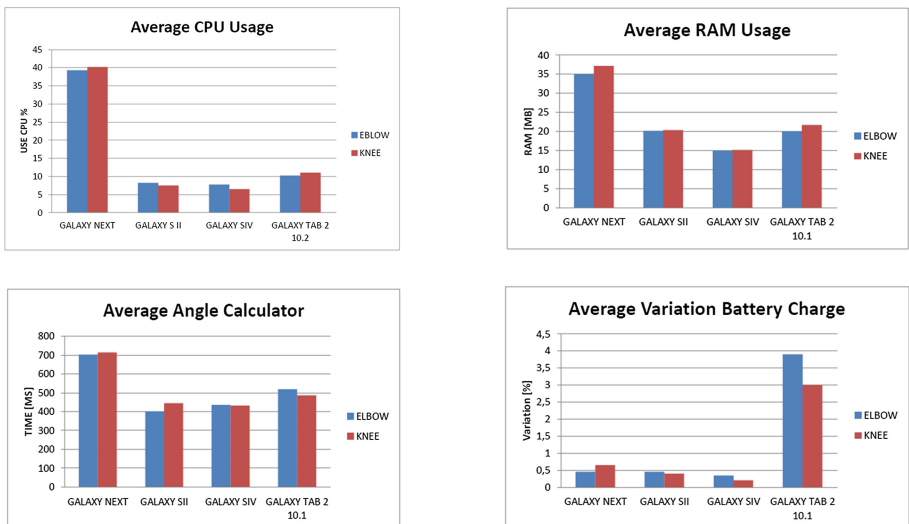 Average CPU Usage
45
40
35
30
25
20
15
10
5
0
USE CPU %
GALAXY NEXT GALAXY S II GALAXY SIV GALAXY TAB 2
10.2
EBLOW
KNEE
Average RAM Usage
40
35
30
25
20
15
10
5
0
RAM [MB]
GALAXY NEXT GALAXY SII GALAXY SIV GALAXY TAB 2
10.1
ELBOW
KNEE
Average Angle Calculator
800
700
600
500
400
300
200
100
0
TIME [MS]
GALAXY NEXT GALAXY SII GALAXY SIV GALAXY TAB 2
10.1
ELBOW
KNEE
Average Variation Battery Charge
4,5
4
3,5
3
2,5
2
1,5
1
0,5
0
Variation [%]
GALAXY NEXT GALAXY SII GALAXY SIV GALAXY TAB 2
10.1
ELBOW
KNEE